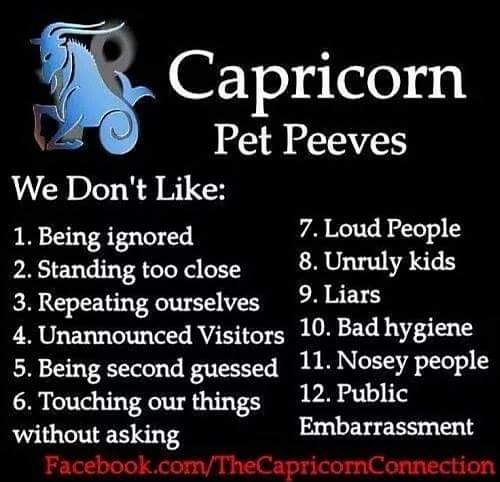 Capricorn
Pet Peeves
We Don't Like:
1. Being ignored
2. Standing too close
3. Repeating ourselves
4. Unannounced Visitors
5. Being second guessed
6. Touching our things
without asking
7. Loud People
8. Unruly kids
9. Liars
10. Bad hygiene
11. Nosey people
12. Public
Embarrassment
Facebook.com/TheCapricornConnection